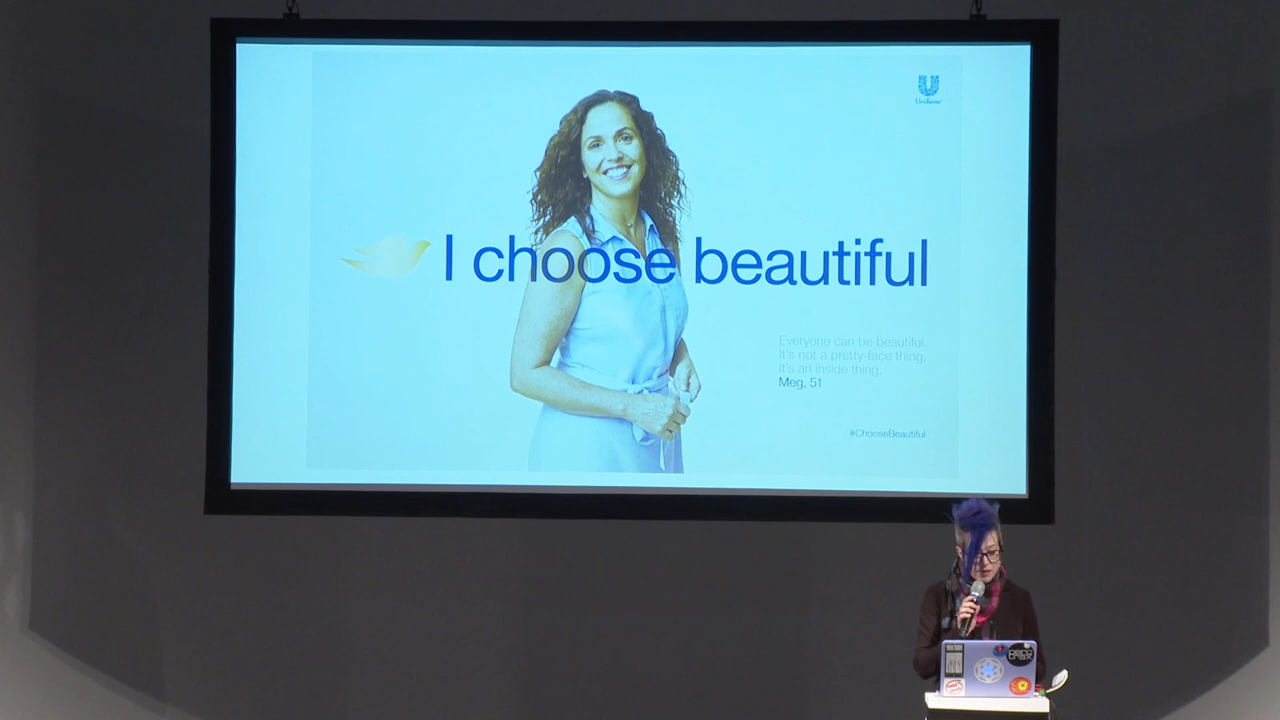 Unilever
I choose beautiful
Everyone can be beautiful.
It's not a pretty-face thing.
It's an inside thing.
Meg, 51
#ChooseBeautiful